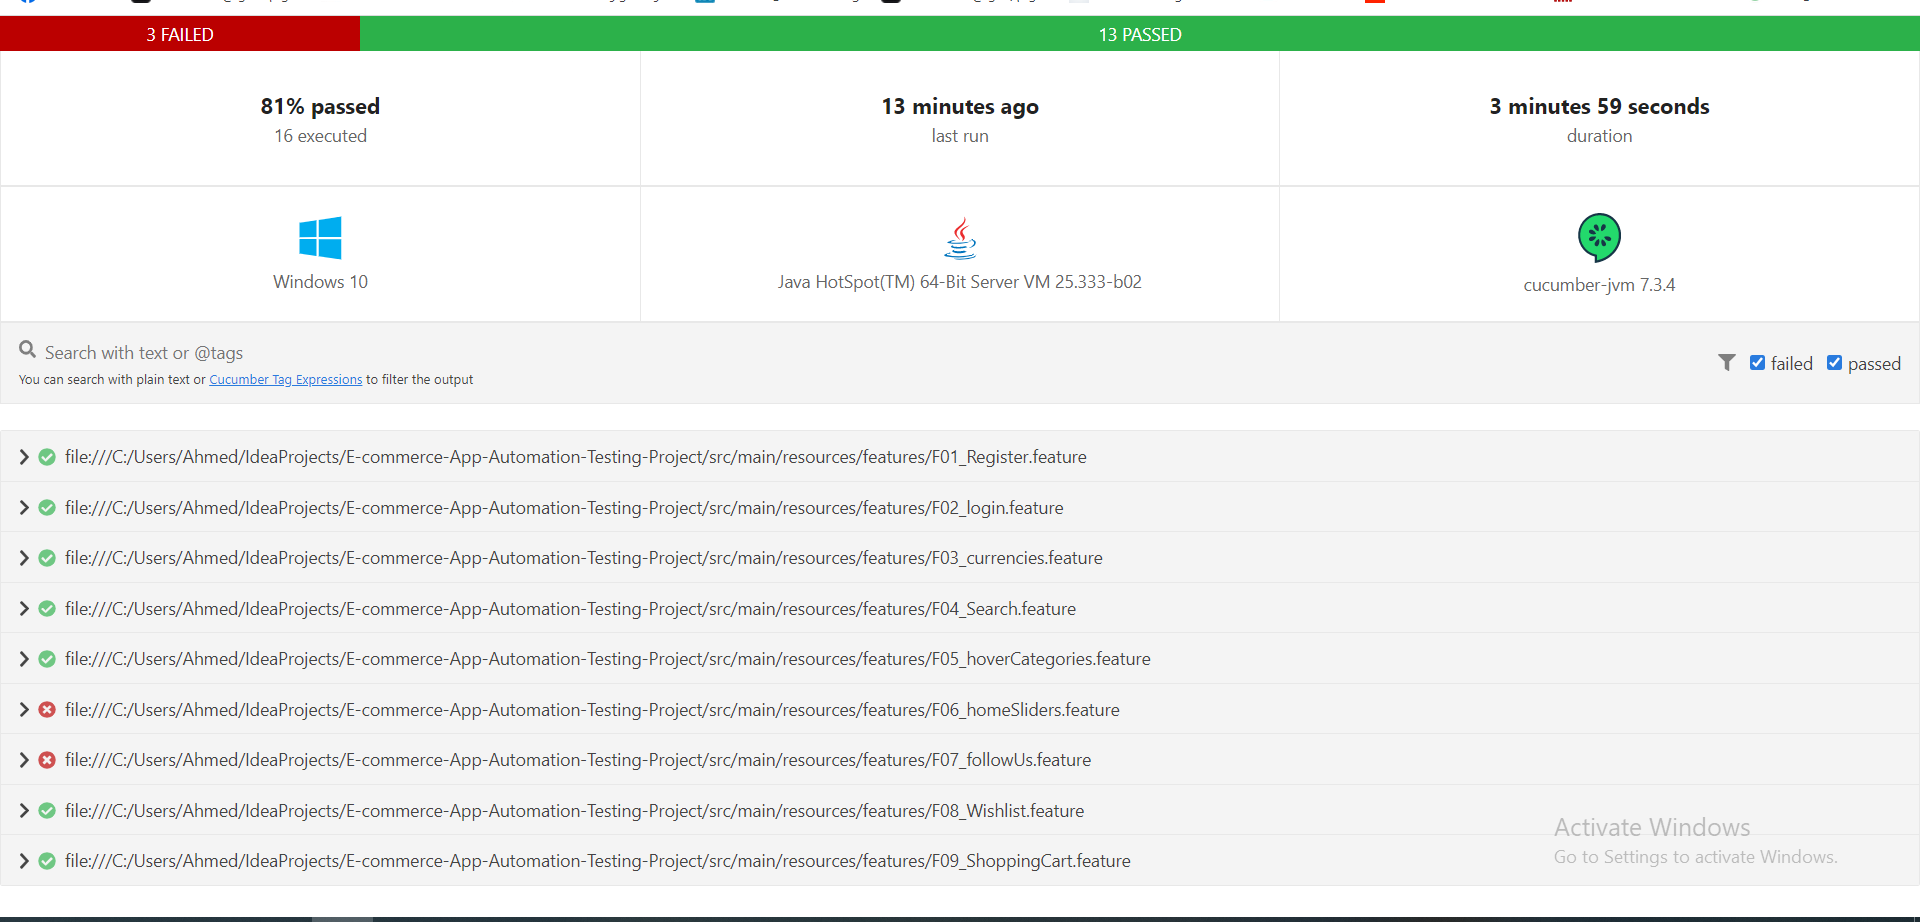 3 FAILED
13 PASSED
81% passed
16 executed
13 minutes ago
last run
3 minutes 59 seconds
duration
Windows 10
Java HotSpot(TM) 64-Bit Server VM 25.333-b02
cucumber-jvm 7.3.4
Search with text or @tags
You can search with plain text or Cucumber Tag Expressions to filter the output
failed
passed
file:///C:/Users/Ahmed/IdeaProjects/E-commerce-App-Automation-Testing-Project/src/main/resources/features/F01_Register.feature
file:///C:/Users/Ahmed/IdeaProjects/E-commerce-App-Automation-Testing-Project/src/main/resources/features/F02_login.feature
file:///C:/Users/Ahmed/IdeaProjects/E-commerce-App-Automation-Testing-Project/src/main/resources/features/F03_currencies.feature
file:///C:/Users/Ahmed/IdeaProjects/E-commerce-App-Automation-Testing-Project/src/main/resources/features/F04_Search.feature
file:///C:/Users/Ahmed/IdeaProjects/E-commerce-App-Automation-Testing-Project/src/main/resources/features/F05_hoverCategories.feature
file:///C:/Users/Ahmed/IdeaProjects/E-commerce-App-Automation-Testing-Project/src/main/resources/features/F06_homeSliders.feature
file:///C:/Users/Ahmed/IdeaProjects/E-commerce-App-Automation-Testing-Project/src/main/resources/features/F07_followUs.feature
file:///C:/Users/Ahmed/IdeaProjects/E-commerce-App-Automation-Testing-Project/src/main/resources/features/F08_Wishlist.feature
file:///C:/Users/Ahmed/IdeaProjects/E-commerce-App-Automation-Testing-Project/src/main/resources/features/F09_ShoppingCart.feature
Activate Windows
Go to Settings to activate Windows.